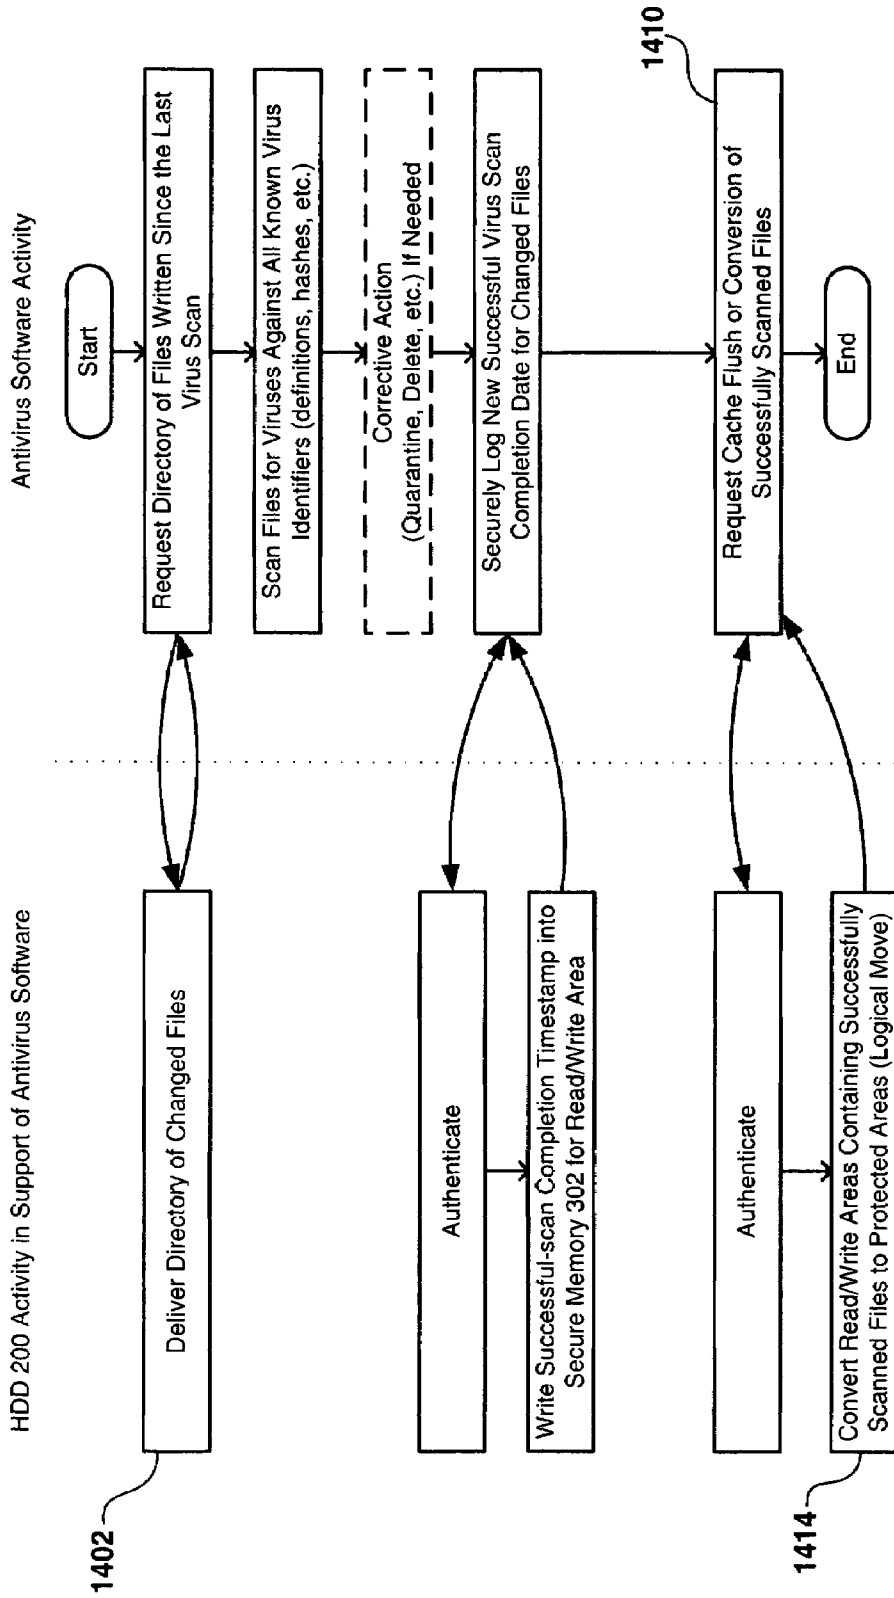 HDD 200 Activity in Support of Antivirus Software
Antivirus Software Activity
Start
1402
Deliver Directory of Changed Files
Request Directory of Files Written Since the Last
Virus Scan
Scan Files for Viruses Against All Known Virus
Identifiers (definitions, hashes, etc.)
Corrective Action
(Quarantine, Delete, etc.) If Needed
Authenticate
Securely Log New Successful Virus Scan
Completion Date for Changed Files
Write Successful-scan Completion Timestamp into
Secure Memory 302 for Read/Write Area
1410
Authenticate
Request Cache Flush or Conversion of
Successfully Scanned Files
1414
Convert Read/Write Areas Containing Successfully
Scanned Files to Protected Areas (Logical Move)
End